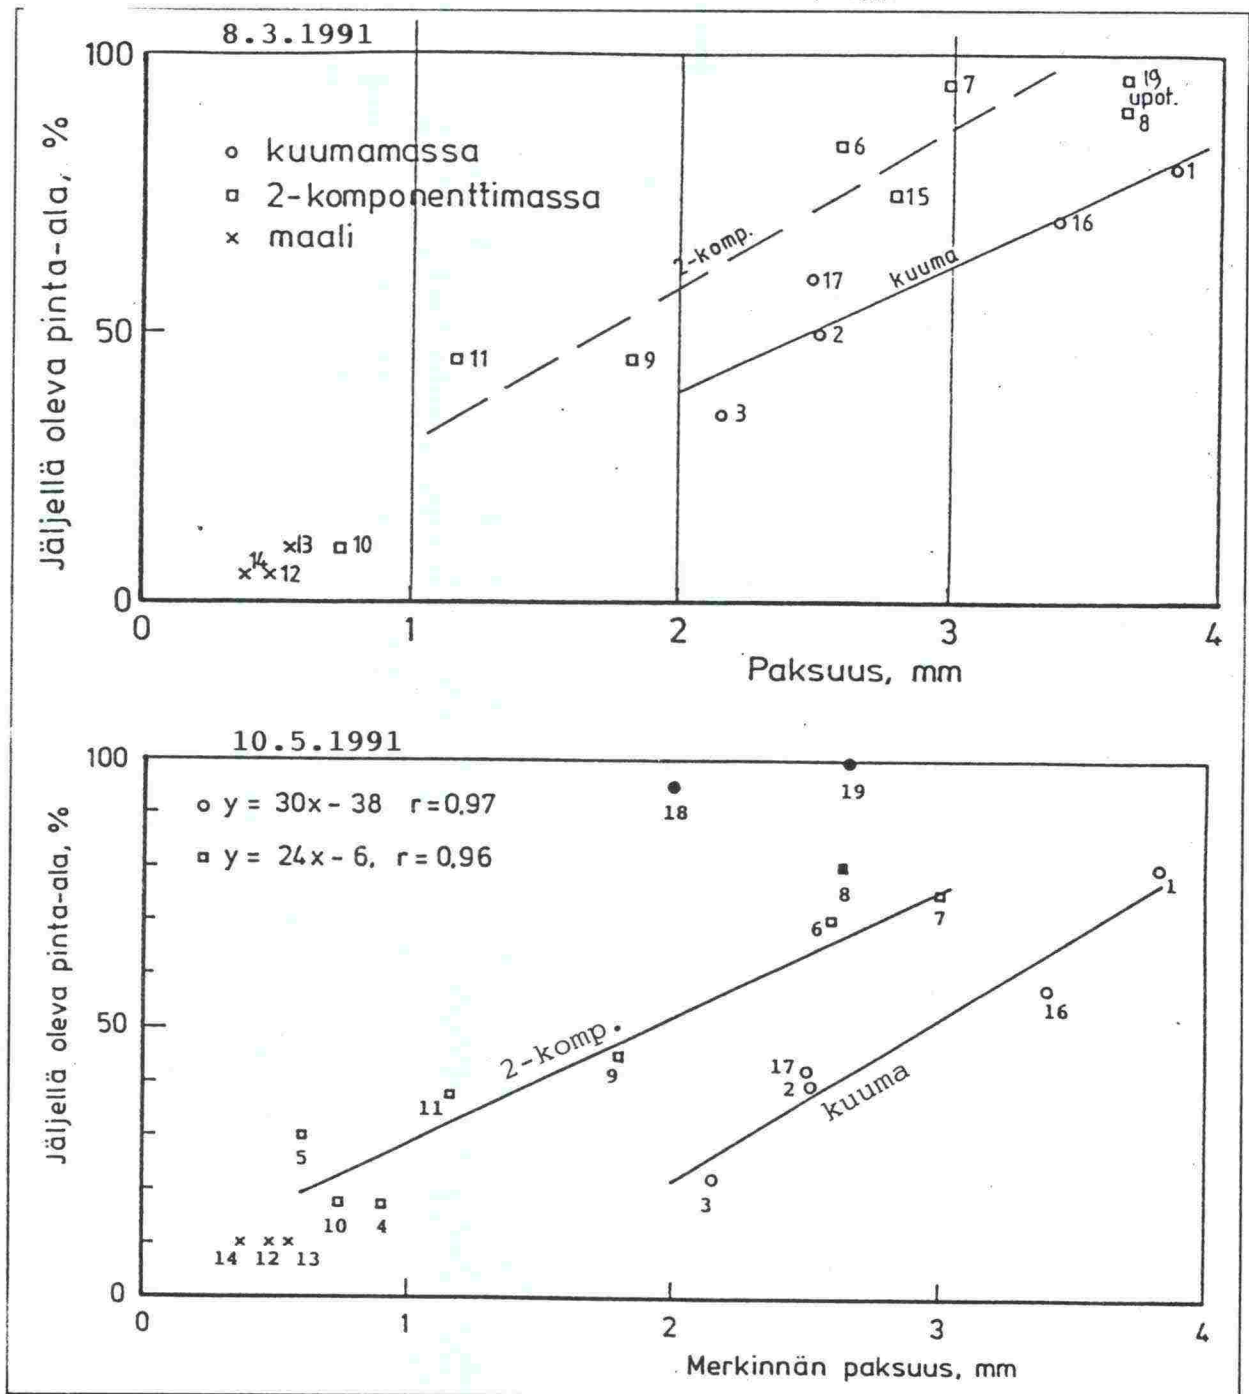 8.3.1991
100
50
0
Jäljellä oleva pinta-ala, %
kuumamassa
2-komponenttimassa
maali
7
19
upot.
8
6
15
1
16
2-komp.
kuuma
17
2
11
9
3
13
10
14
12
0 1 2 3 4
Paksuus, mm
10.5.1991
100
50
0
Jäljellä oleva pinta-ala, %
y = 30x - 38 r = 0,97
y = 24x - 6, r = 0,96
18
19
8
6
7
1
16
2-komp.
9
17
2
kuuma
11
5
3
10
4
14 12 13
0 1 2 3 4
Merkinnän paksuus, mm